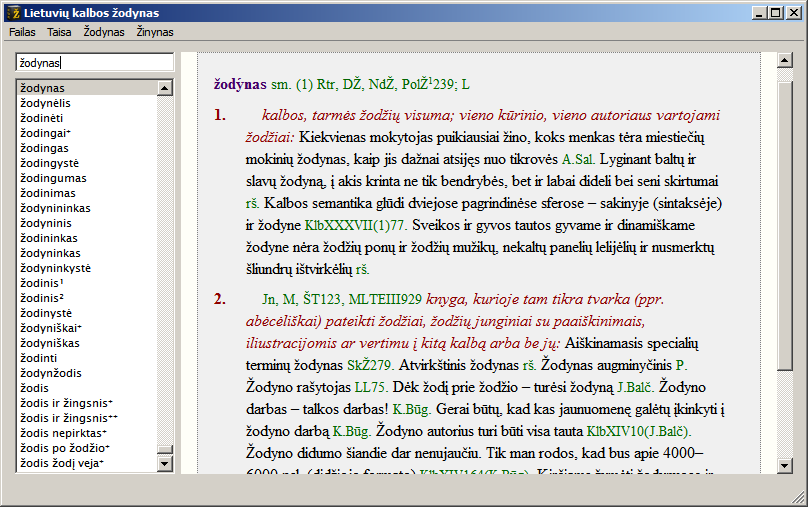 Lietuvių kalbos žodynas
Failas Taisa Žodynas Žinynas
žodynas
žodynas
žodynėlis
žodinėti
žodingai⁺
žodingas
žodingystė
žodingumas
žodinimas
žodynininkas
žodyninis
žodininkas
žodyninkas
žodyninkystė
žodinis¹
žodinis²
žodinystė
žodyniškai⁺
žodyniškas
žodinti
žodynžodis
žodis
žodis ir žingsnis⁺
žodis ir žingsnis⁺⁺
žodis nepirktas⁺
žodis po žodžio⁺
žodis žodį veja⁺
žodýnas sm. (1) Rtr, DŽ, NdŽ, PolŽ¹239; L
1. kalbos, tarmės žodžių visuma; vieno kūrinio, vieno autoriaus vartojami
žodžiai: Kiekvienas mokytojas puikiausiai žino, koks menkas tėra miestiečių
mokinių žodynas, kaip jis dažnai atsijęs nuo tikrovės A.Sal. Lyginant baltų ir
slavų žodyną, į akis krinta ne tik bendrybės, bet ir labai dideli bei seni skirtumai
rš. Kalbos semantika glūdi dviejose pagrindinėse sferose – sakinyje (sintaksėje)
ir žodyne KlbXXXVII(1)77. Sveikos ir gyvos tautos gyvame ir dinamiškame
žodyne nėra žodžių ponų ir žodžių mužikų, nekaltų panelių lelijėlių ir nusmerktų
šliundrų ištvirkėlių rš.
2. Jn, M, ŠT123, MLTEIII929 knyga, kurioje tam tikra tvarka (ppr.
abėcėliškai) pateikti žodžiai, žodžių junginiai su paaiškinimais,
iliustracijomis ar vertimu į kitą kalbą arba be jų: Aiškinamasis specialių
terminų žodynas SkŽ279. Atvirkštinis žodynas rš. Žodynas augminyčinis P.
Žodyno rašytojas LL75. Dėk žodį prie žodžio – turėsi žodyną J.Balč. Žodyno
darbas – talkos darbas! K.Būg. Gerai būtų, kad kas jaunuomenę galėtų įkinkyti į
žodyno darbą K.Būg. Žodyno autorius turi būti visa tauta KlbXIV10(J.Balč).
Žodyno didumo šiandie dar nenujaučiu. Tik man rodos, kad bus apie 4000–